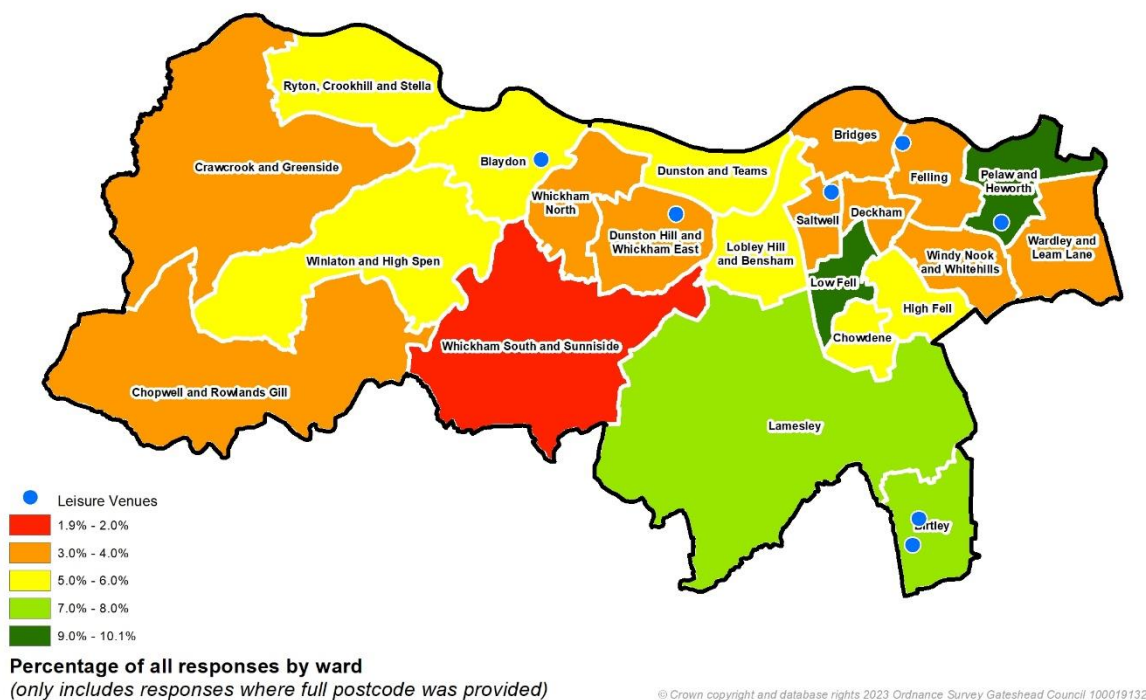 Ryton, Crookhill and Stella
Crawcrook and Greenside
Blaydon
Bridges
Felling
Pelaw and
Heworth
Dunston and Teams
Whickham
North
Saltwell
Deckham
Dunston Hill and
Whickham East
Lobley Hill
and Bensham
Windy Nook
and Whitehills
Wardley and
Leam Lane
Winlaton and High Spen
Low Fell
High Fell
Chowdene
Whickham South and Sunniside
Chopwell and Rowlands Gill
Lamesley
Birtley
Leisure Venues
1.9% - 2.0%
3.0% - 4.0%
5.0% - 6.0%
7.0% - 8.0%
9.0% - 10.1%
Percentage of all responses by ward
(only includes responses where full postcode was provided)
© Crown copyright and database rights 2023 Ordnance Survey Gateshead Council 100019132